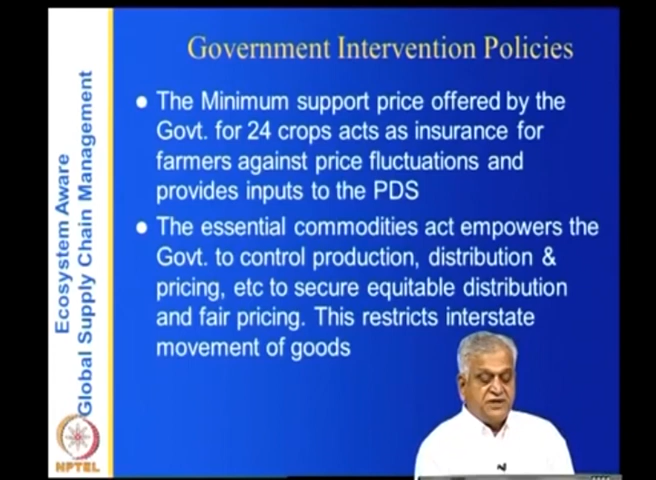 Government Intervention Policies
The Minimum support price offered by the
Govt. for 24 crops acts as insurance for
farmers against price fluctuations and
provides inputs to the PDS
The essential commodities act empowers the
Govt. to control production, distribution &
pricing, etc to secure equitable distribution
and fair pricing. This restricts interstate
movement of goods
Ecosystem Aware
Global Supply Chain Management
NPTEL